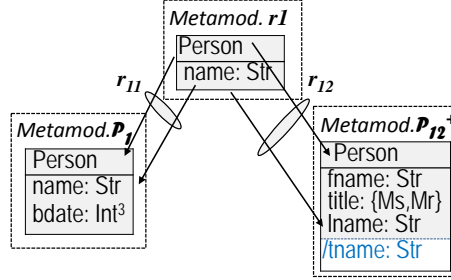 Metamod. r1
Person
name: Str
r11
r12
Metamod.P1
Person
name: Str
bdate: Int³
Metamod.P12⁺
Person
fname: Str
title: {Ms,Mr}
lname: Str
/tname: Str